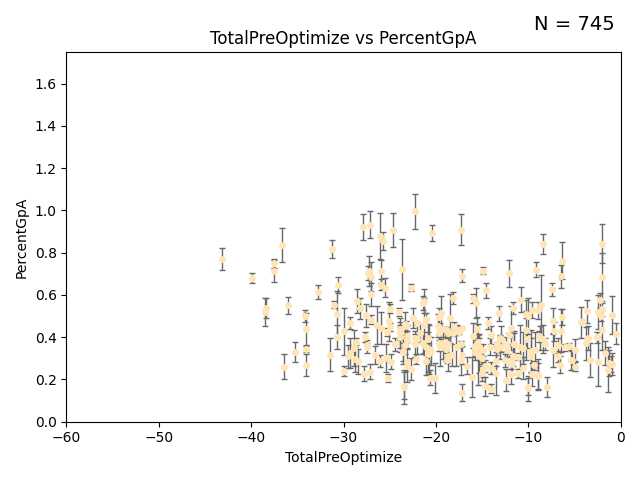 N = 745
TotalPreOptimize vs PercentGpA
PercentGpA
1.6
1.4
1.2
1.0
0.8
0.6
0.4
0.2
0.0
−60 −50 −40 −30 −20 −10 0
TotalPreOptimize